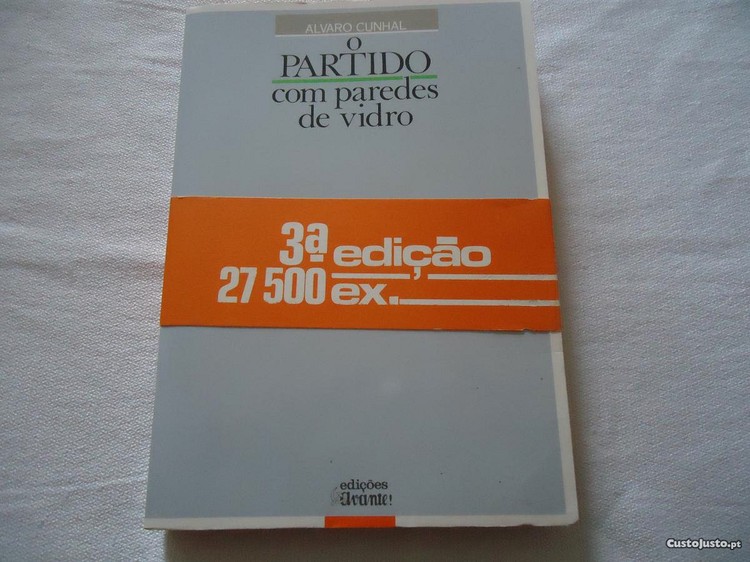 ALVARO CUNHAL
O
PARTIDO
com paredes
de vidro
3ª edição
27 500 ex.
edições
Avante!
CustoJusto.pt